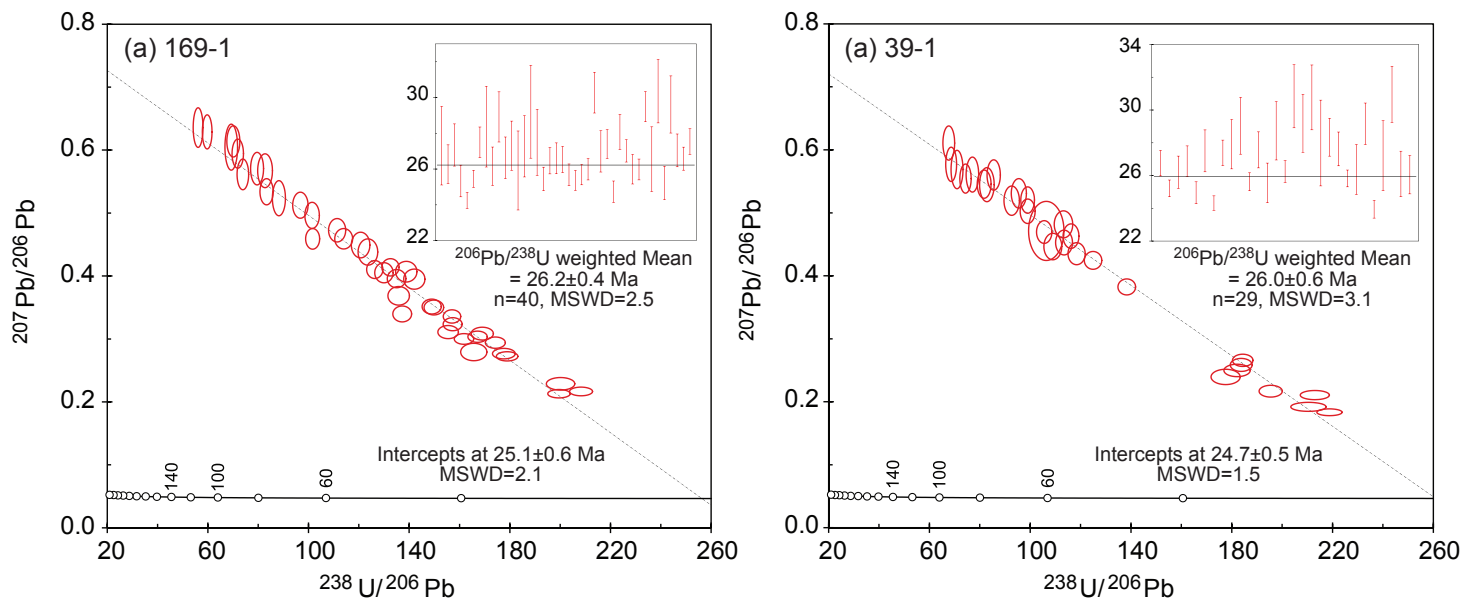 (a) 169-1
0.8
0.6
0.4
0.2
0.0
207Pb/206Pb
32
30
26
22
206Pb/238U weighted Mean
= 26.2±0.4 Ma
n=40, MSWD=2.5
Intercepts at 25.1±0.6 Ma
MSWD=2.1
140
100
60
20 60 100 140 180 220 260
238U/206Pb
(a) 39-1
0.8
0.6
0.4
0.2
0.0
207Pb/206Pb
34
30
26
22
206Pb/238U weighted Mean
= 26.0±0.6 Ma
n=29, MSWD=3.1
Intercepts at 24.7±0.5 Ma
MSWD=1.5
140
100
60
20 60 100 140 180 220 260
238U/206Pb